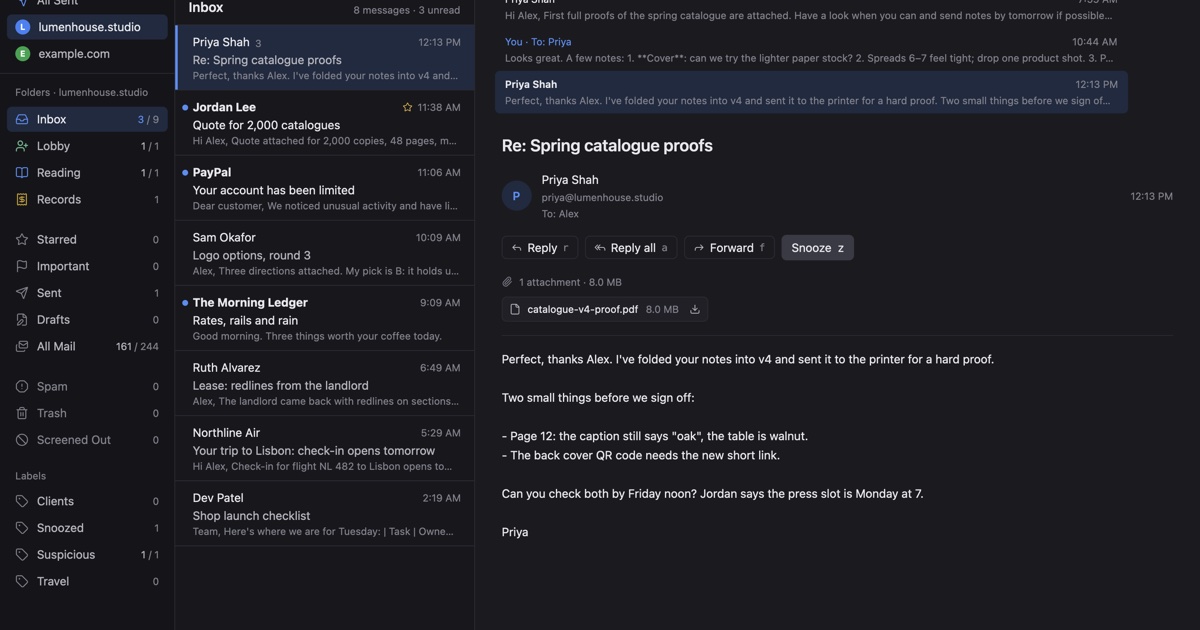 All Sent
L lumenhouse.studio
E example.com
Folders · lumenhouse.studio
Inbox 3 / 9
Lobby 1 / 1
Reading 1 / 1
Records 1
Starred 0
Important 0
Sent 1
Drafts 0
All Mail 161 / 244
Spam 0
Trash 0
Screened Out 0
Labels
Clients 0
Snoozed 1
Suspicious 1 / 1
Travel 0
Inbox 8 messages · 3 unread
Priya Shah 3 12:13 PM
Re: Spring catalogue proofs
Perfect, thanks Alex. I've folded your notes into v4 and...
Jordan Lee 11:38 AM
Quote for 2,000 catalogues
Hi Alex, Quote attached for 2,000 copies, 48 pages, m...
PayPal 11:06 AM
Your account has been limited
Dear customer, We noticed unusual activity and have li...
Sam Okafor 10:09 AM
Logo options, round 3
Alex, Three directions attached. My pick is B: it holds u...
The Morning Ledger 9:09 AM
Rates, rails and rain
Good morning. Three things worth your coffee today.
Ruth Alvarez 6:49 AM
Lease: redlines from the landlord
Alex, The landlord came back with redlines on sections...
Northline Air 5:29 AM
Your trip to Lisbon: check-in opens tomorrow
Hi Alex, Check-in for flight NL 482 to Lisbon opens to...
Dev Patel 2:19 AM
Shop launch checklist
Team, Here's where we are for Tuesday: | Task | Owne...
Priya Shah
Hi Alex, First full proofs of the spring catalogue are attached. Have a look when you can and send notes by tomorrow if possible...
You · To: Priya 10:44 AM
Looks great. A few notes: 1. **Cover**: can we try the lighter paper stock? 2. Spreads 6–7 feel tight; drop one product shot. 3. P...
Priya Shah 12:13 PM
Perfect, thanks Alex. I've folded your notes into v4 and sent it to the printer for a hard proof. Two small things before we sign of...
Re: Spring catalogue proofs
P
Priya Shah
priya@lumenhouse.studio
To: Alex
12:13 PM
Reply r Reply all a Forward f Snooze z
1 attachment · 8.0 MB
catalogue-v4-proof.pdf 8.0 MB
Perfect, thanks Alex. I've folded your notes into v4 and sent it to the printer for a hard proof.
Two small things before we sign off:
- Page 12: the caption still says "oak", the table is walnut.
- The back cover QR code needs the new short link.
Can you check both by Friday noon? Jordan says the press slot is Monday at 7.
Priya